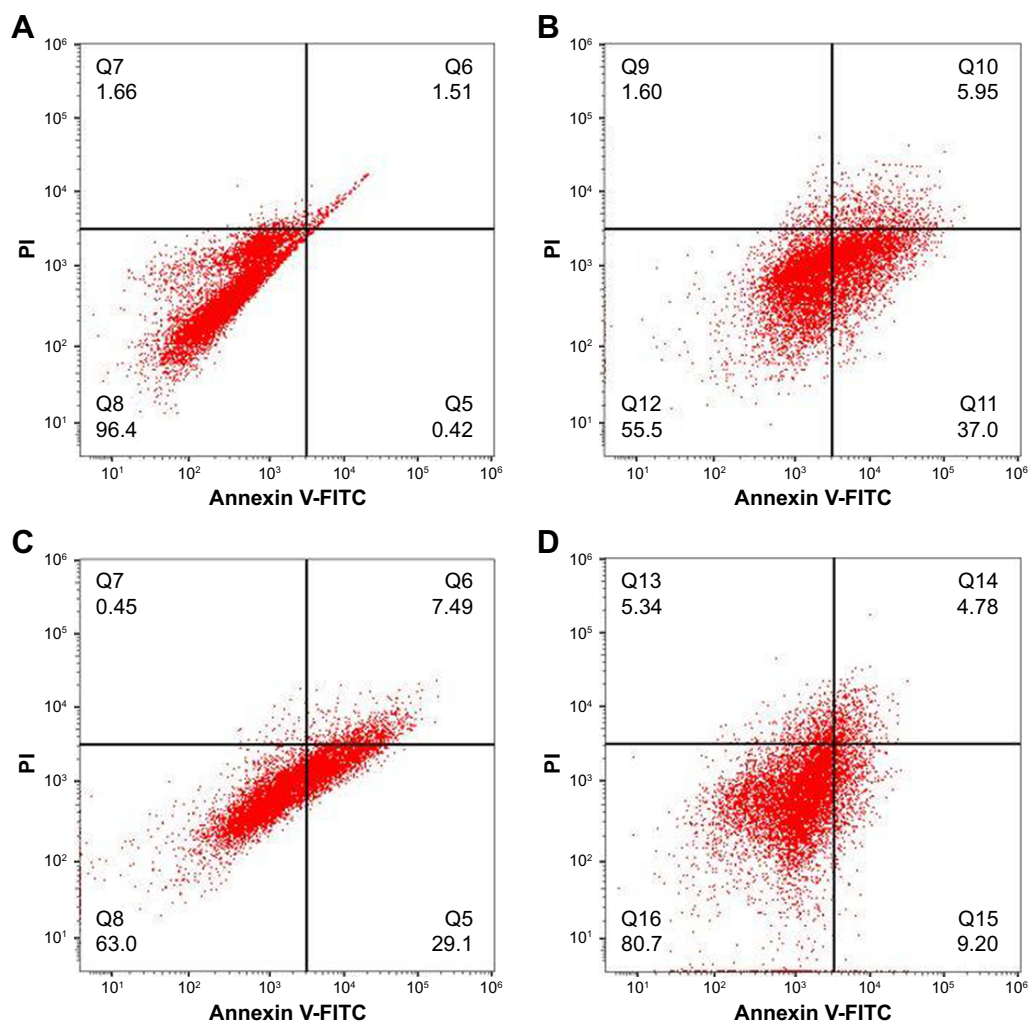 A
10⁶
Q7
1.66
Q6
1.51
10⁵
10⁴
PI
10³
10²
Q8
96.4
Q5
0.42
10¹
10¹ 10² 10³ 10⁴ 10⁵ 10⁶
Annexin V-FITC
B
10⁶
Q9
1.60
Q10
5.95
10⁵
10⁴
PI
10³
10²
Q12
55.5
Q11
37.0
10¹
10¹ 10² 10³ 10⁴ 10⁵ 10⁶
Annexin V-FITC
C
10⁶
Q7
0.45
Q6
7.49
10⁵
10⁴
PI
10³
10²
Q8
63.0
Q5
29.1
10¹
10¹ 10² 10³ 10⁴ 10⁵ 10⁶
Annexin V-FITC
D
10⁶
Q13
5.34
Q14
4.78
10⁵
10⁴
PI
10³
10²
Q16
80.7
Q15
9.20
10¹
10¹ 10² 10³ 10⁴ 10⁵ 10⁶
Annexin V-FITC